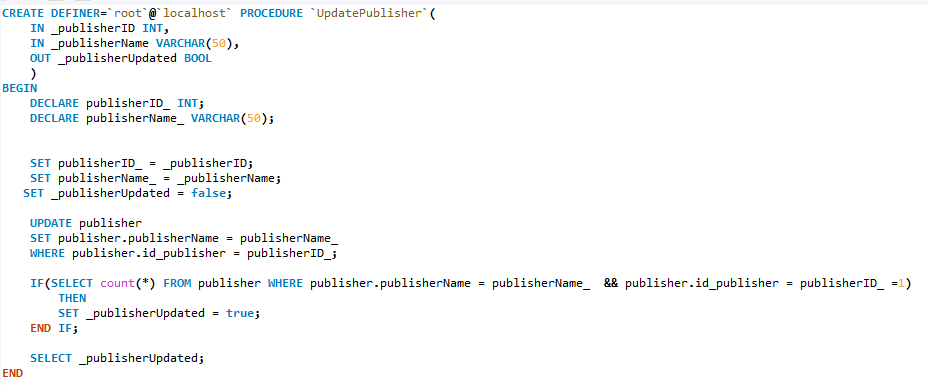 CREATE DEFINER=`root`@`localhost` PROCEDURE `UpdatePublisher`(
    IN _publisherID INT,
    IN _publisherName VARCHAR(50),
    OUT _publisherUpdated BOOL
    )
BEGIN
    DECLARE publisherID_ INT;
    DECLARE publisherName_ VARCHAR(50);
    SET publisherID_ = _publisherID;
    SET publisherName_ = _publisherName;
   SET _publisherUpdated = false;
    UPDATE publisher
    SET publisher.publisherName = publisherName_
    WHERE publisher.id_publisher = publisherID_;
    IF(SELECT count(*) FROM publisher WHERE publisher.publisherName = publisherName_  && publisher.id_publisher = publisherID_ =1)
        THEN
        SET _publisherUpdated = true;
    END IF;
    SELECT _publisherUpdated;
END